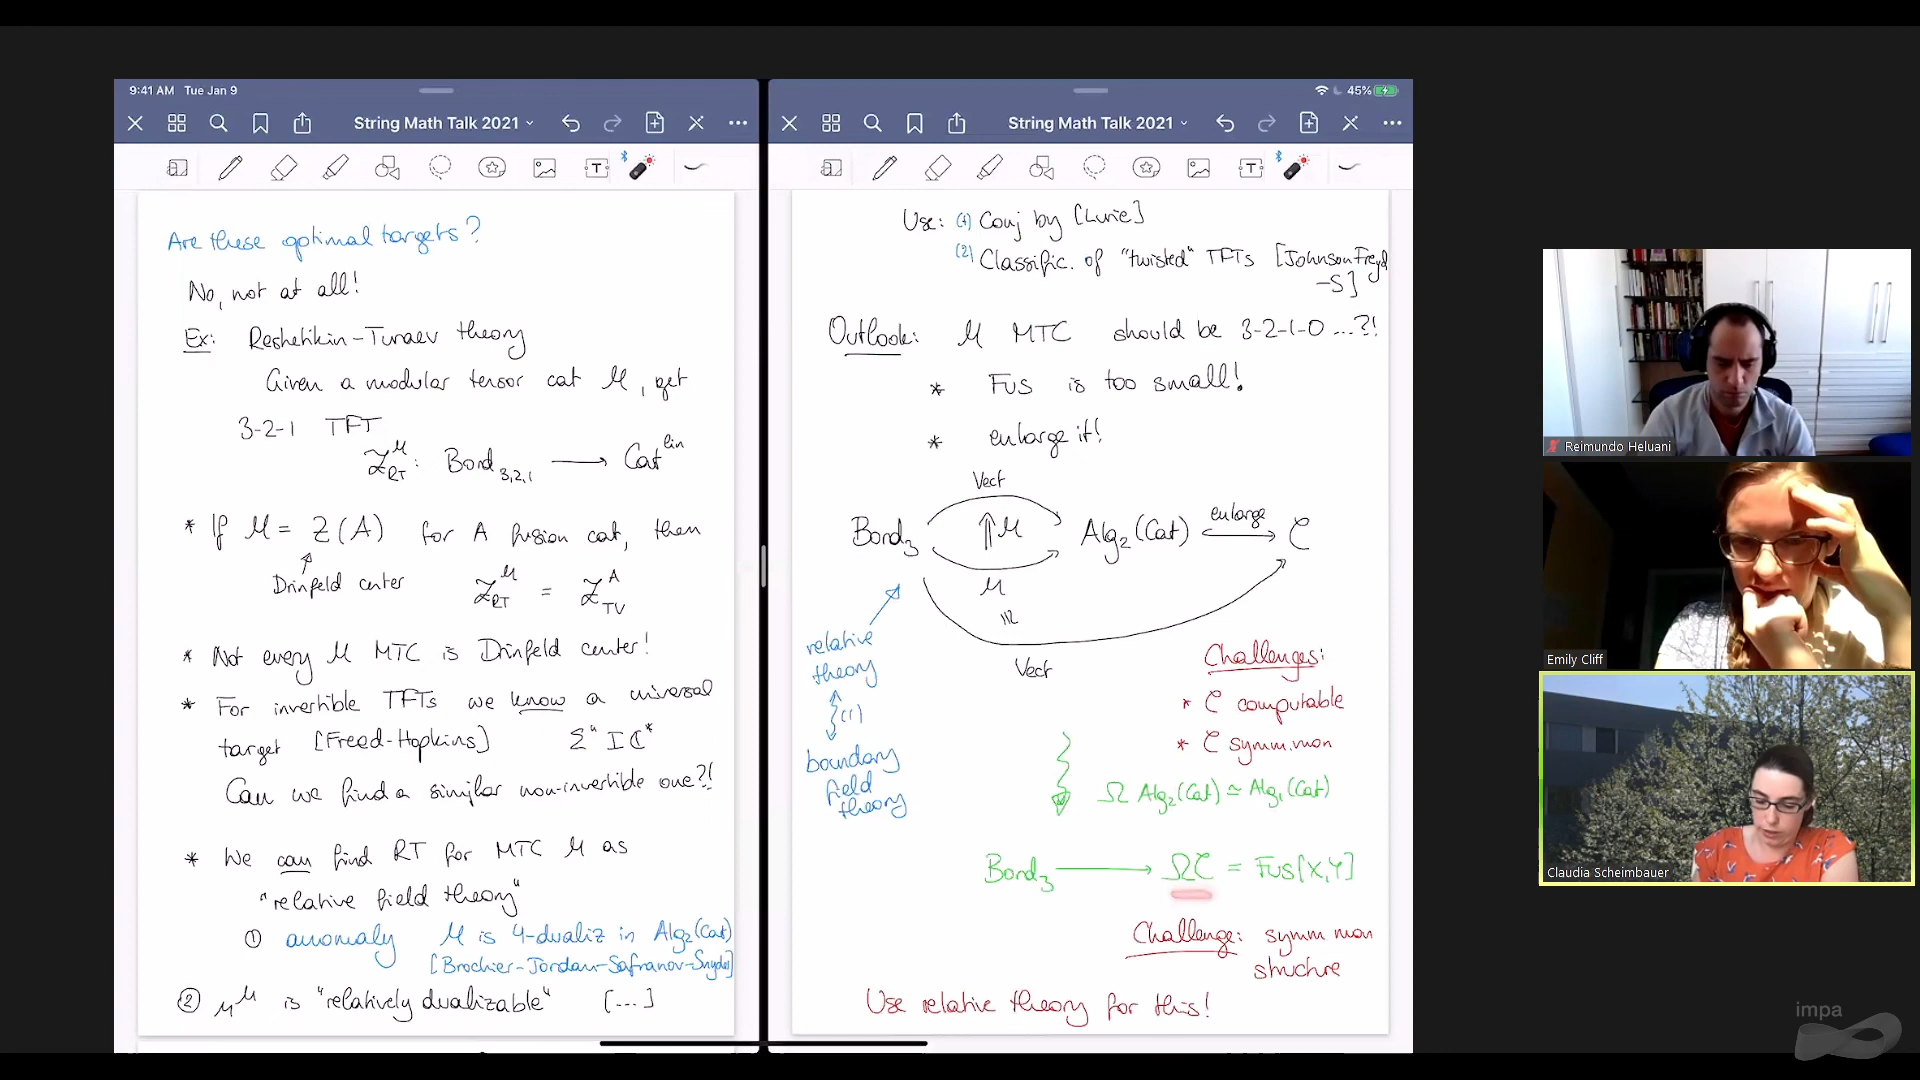 9:41 AM Tue Jan 9
String Math Talk 2021
Are these optimal targets?
No, not at all!
Ex: Reshetikin-Turaev theory
Given a modular tensor cat M, get
3-2-1 TFT
Z_RT^M : Bord_3,2,1 → Cat^lin
* If M = Z(A) for A fusion cat, then
Drinfeld center Z_RT^M = Z_TV^A
* Not every M MTC is Drinfeld center!
* For invertible TFTs we know a universal
target [Freed-Hopkins] Σ^n I ℂ^*
Can we find a similar non-invertible one?!
* We can find RT for MTC M as
"relative field theory"
① anomaly M is 4-dualiz in Alg_2(Cat)
[Brochier-Jordan-Safronov-Snyder]
② μ^M is "relatively dualizable" [...]
45%
String Math Talk 2021
Use: (1) Conj by [Lurie]
(2) Classific. of "twisted" TFTs [Johnson Freyd
-S]
Outlook: M MTC should be 3-2-1-0 ...?!
* Fus is too small!
* enlarge it!
Vect
Bord_3 ⇑M Alg_2(Cat) enlarge ↪ C
M
≅
Vect
relative
theory
(1)
boundary
field
theory
Challenges:
* C computable
* C symm. mon
Ω Alg_2(Cat) ≃ Alg_1(Cat)
Bord_3 → ΩC = Fus[X,Y]
Challenge: symm mon
structure
Use relative theory for this!
Reimundo Heluani
Emily Cliff
Claudia Scheimbauer
impa